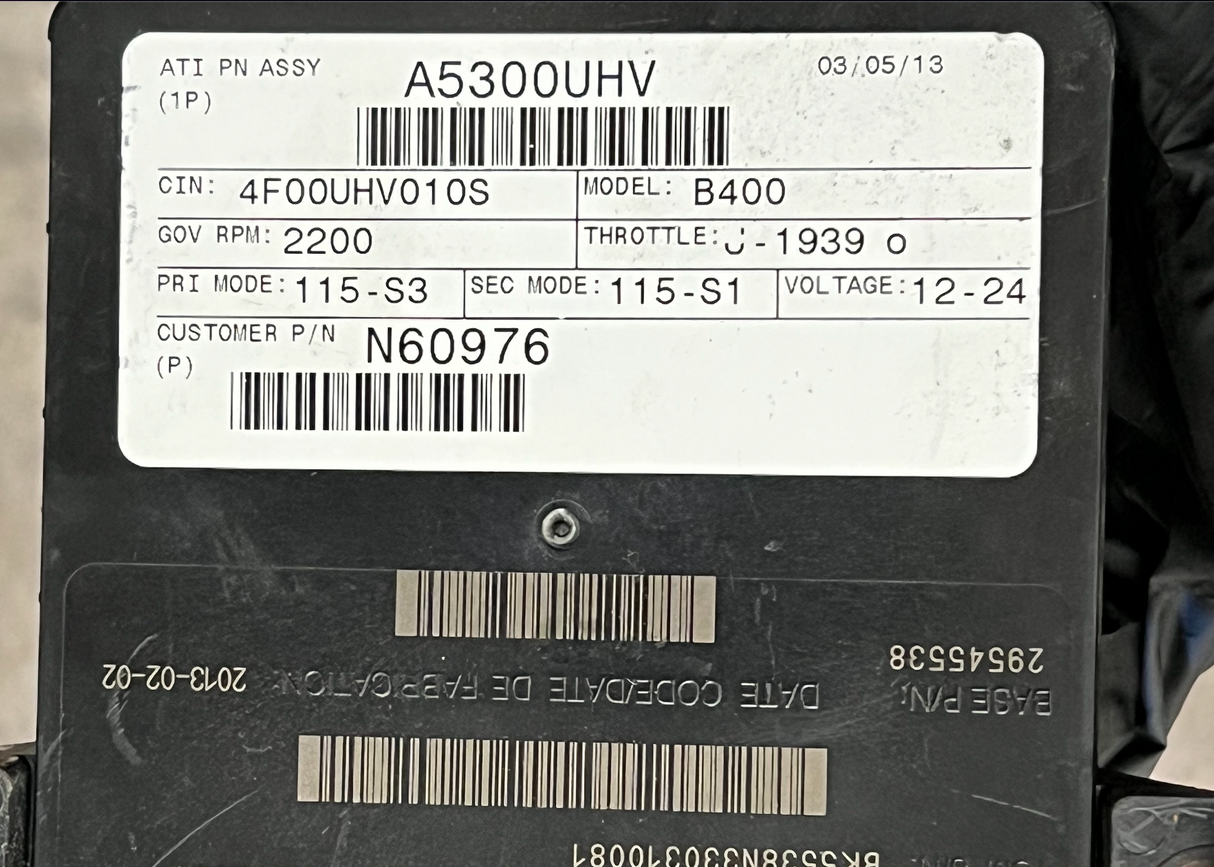 ATI PN ASSY A5300UHV 03/05/13
(1P)
CIN: 4F00UHV010S MODEL: B400
GOV RPM: 2200 THROTTLE: J-1939 o
PRI MODE: 115-S3 SEC MODE: 115-S1 VOLTAGE: 12-24
CUSTOMER P/N N60976
(P)
29545538
BASE P/N: DATE CODE/DATE DE FABRICATION: 2013-02-02
BK5538N330310081